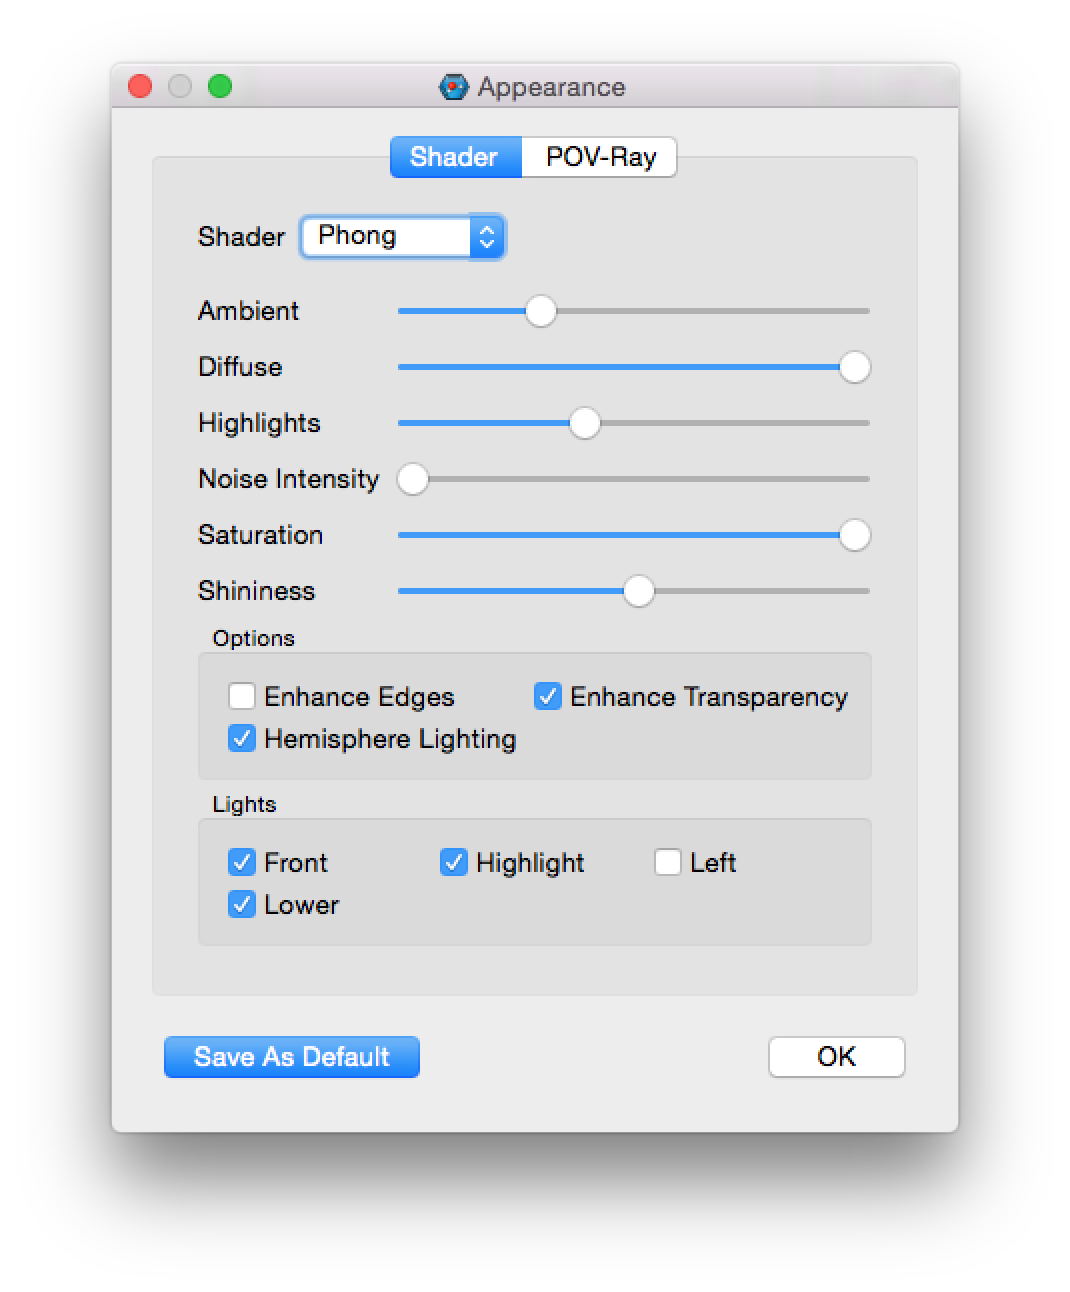 Appearance
Shader POV-Ray
Shader Phong
Ambient
Diffuse
Highlights
Noise Intensity
Saturation
Shininess
Options
Enhance Edges Enhance Transparency
Hemisphere Lighting
Lights
Front Highlight Left
Lower
Save As Default OK